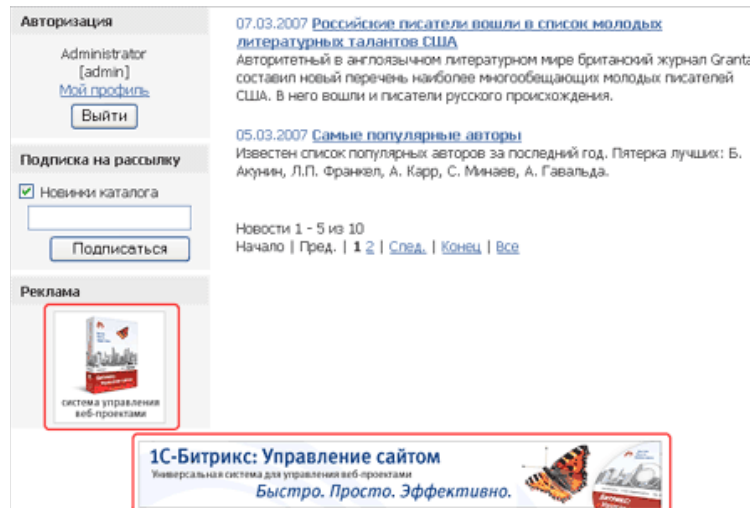 Авторизация
Administrator
[admin]
Мой профиль
Выйти
Подписка на рассылку
Новинки каталога
Подписаться
Реклама
система управления
веб-проектами
07.03.2007 Российские писатели вошли в список молодых
литературных талантов США
Авторитетный в англоязычном литературном мире британский журнал Granta
составил новый перечень наиболее многообещающих молодых писателей
США. В него вошли и писатели русского происхождения.
05.03.2007 Самые популярные авторы
Известен список популярных авторов за последний год. Пятерка лучших: Б.
Акунин, Л.П. Франкел, А. Карр, С. Минаев, А. Гавальда.
Новости 1 - 5 из 10
Начало | Пред. | 1 2 | След. | Конец | Все
1С-Битрикс: Управление сайтом
Универсальная система для управления веб-проектами
Быстро. Просто. Эффективно.